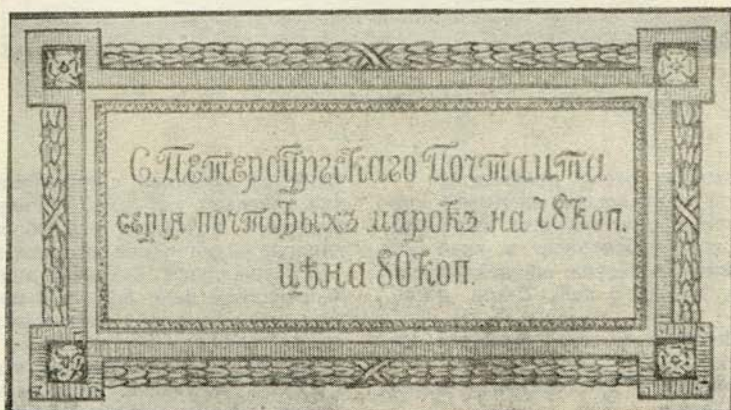 С. Петербургскаго Почтамта
серія почтовыхъ марокъ на 78 коп.
цѣна 80 коп.